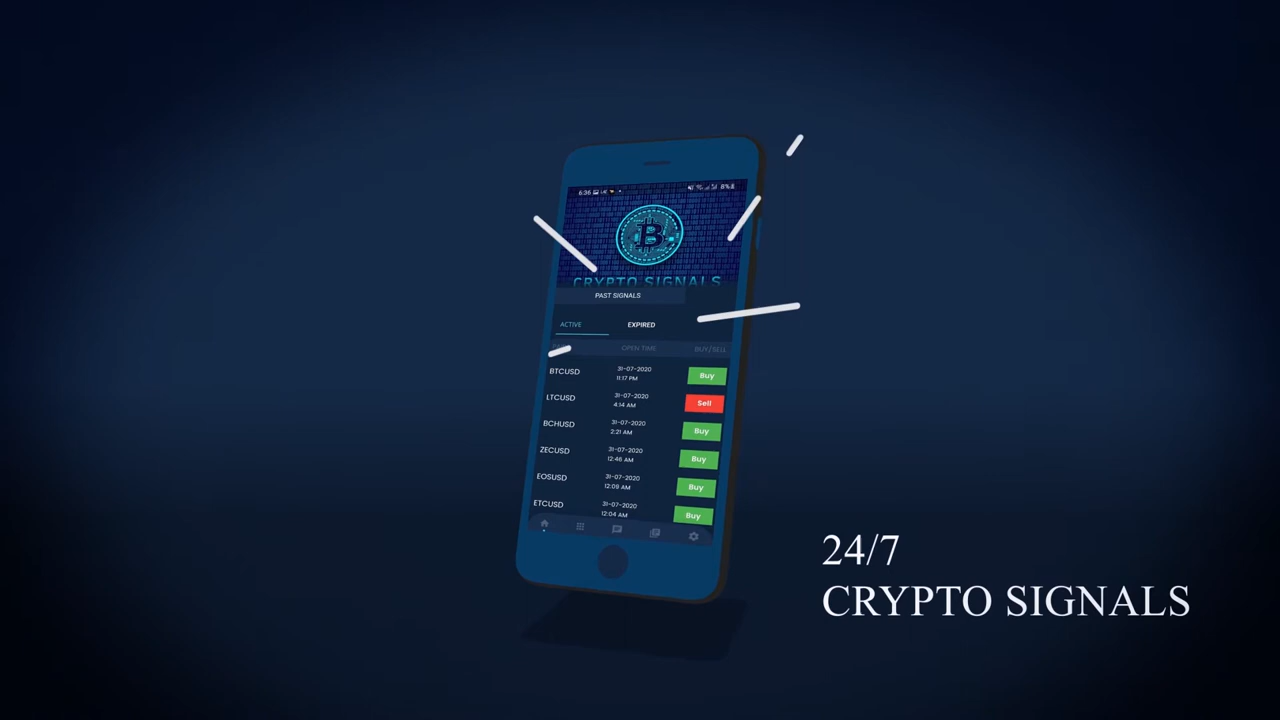 6:36
8%
CRYPTO SIGNALS
PAST SIGNALS
ACTIVE EXPIRED
OPEN TIME BUY/SELL
BTCUSD 31-07-2020 11:17 PM Buy
LTCUSD 31-07-2020 4:14 AM Sell
BCHUSD 31-07-2020 2:21 AM Buy
ZECUSD 31-07-2020 12:46 AM Buy
EOSUSD 31-07-2020 12:09 AM Buy
ETCUSD 31-07-2020 12:04 AM Buy
24/7
CRYPTO SIGNALS